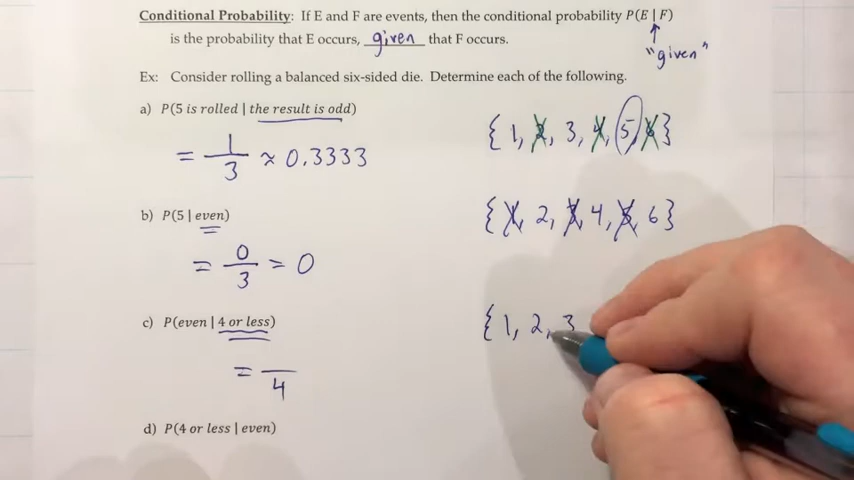 Conditional Probability: If E and F are events, then the conditional probability P(E | F)
is the probability that E occurs, given that F occurs.
"given"
Ex: Consider rolling a balanced six-sided die. Determine each of the following.
a) P(5 is rolled | the result is odd)
{1, 2, 3, 4, 5, 6}
= 1/3 ≈ 0.3333
b) P(5 | even)
{1, 2, 3, 4, 5, 6}
= 0/3 = 0
c) P(even | 4 or less)
{1, 2, 3
= /4
d) P(4 or less | even)